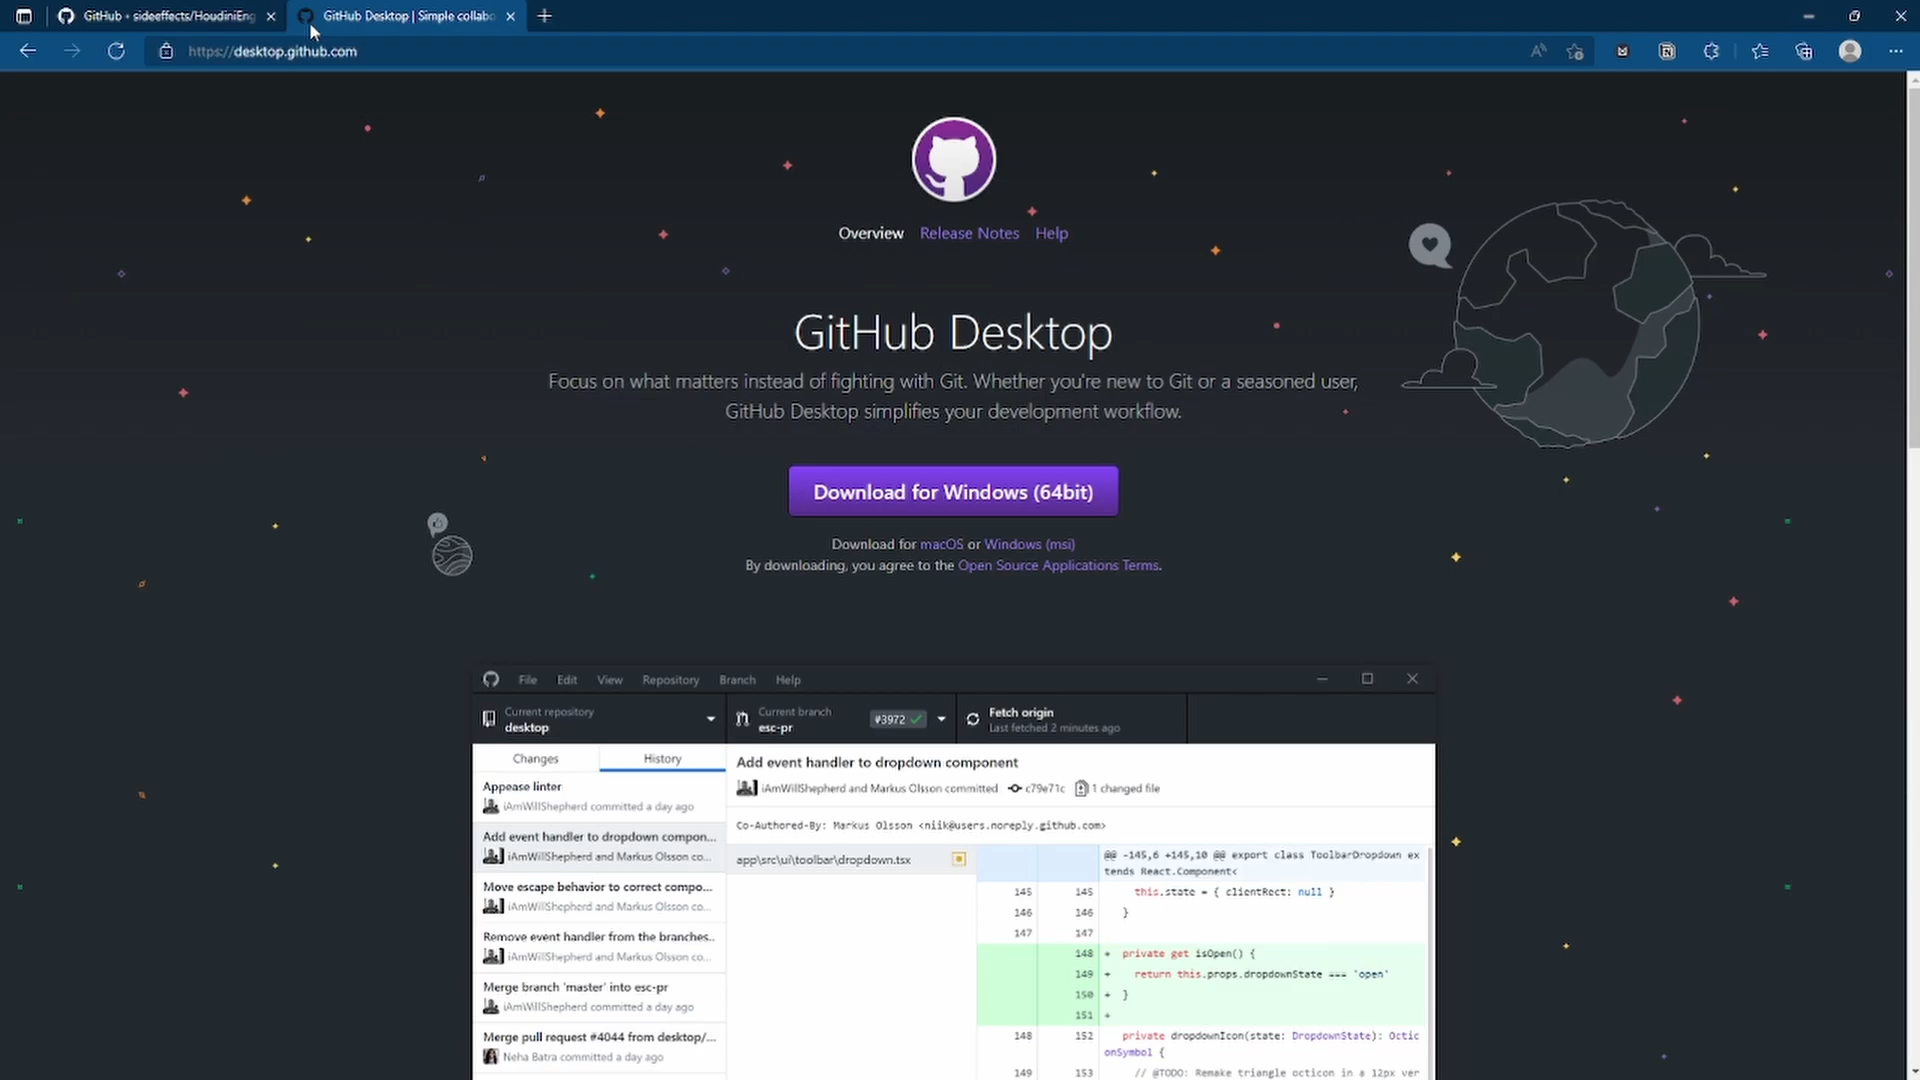 GitHub - sideeffects/HoudiniEng
GitHub Desktop | Simple collabo
https://desktop.github.com
Overview Release Notes Help
GitHub Desktop
Focus on what matters instead of fighting with Git. Whether you're new to Git or a seasoned user,
GitHub Desktop simplifies your development workflow.
Download for Windows (64bit)
Download for macOS or Windows (msi)
By downloading, you agree to the Open Source Applications Terms.
File Edit View Repository Branch Help
Current repository
desktop
Current branch
esc-pr
#3972
Fetch origin
Last fetched 2 minutes ago
Changes
History
Appease linter
iAmWillShepherd committed a day ago
Add event handler to dropdown compon...
iAmWillShepherd and Markus Olsson co...
Move escape behavior to correct compo...
iAmWillShepherd and Markus Olsson co...
Remove event handler from the branches..
iAmWillShepherd and Markus Olsson co...
Merge branch 'master' into esc-pr
iAmWillShepherd committed a day ago
Merge pull request #4044 from desktop/...
Neha Batra committed a day ago
Add event handler to dropdown component
iAmWillShepherd and Markus Olsson committed c79e71c 1 changed file
Co-Authored-By: Markus Olsson <niik@users.noreply.github.com>
app\src\ui\toolbar\dropdown.tsx
@@ -145,6 +145,10 @@ export class ToolbarDropdown ex
tends React.Component<
145 145 this.state = { clientRect: null }
146 146 }
147 147
148 + private get isOpen() {
149 + return this.props.dropdownState === 'open'
150 + }
151 +
148 152 private dropdownIcon(state: DropdownState): Octic
onSymbol {
149 153 // @TODO: Remake triangle octicon in a 12px ver